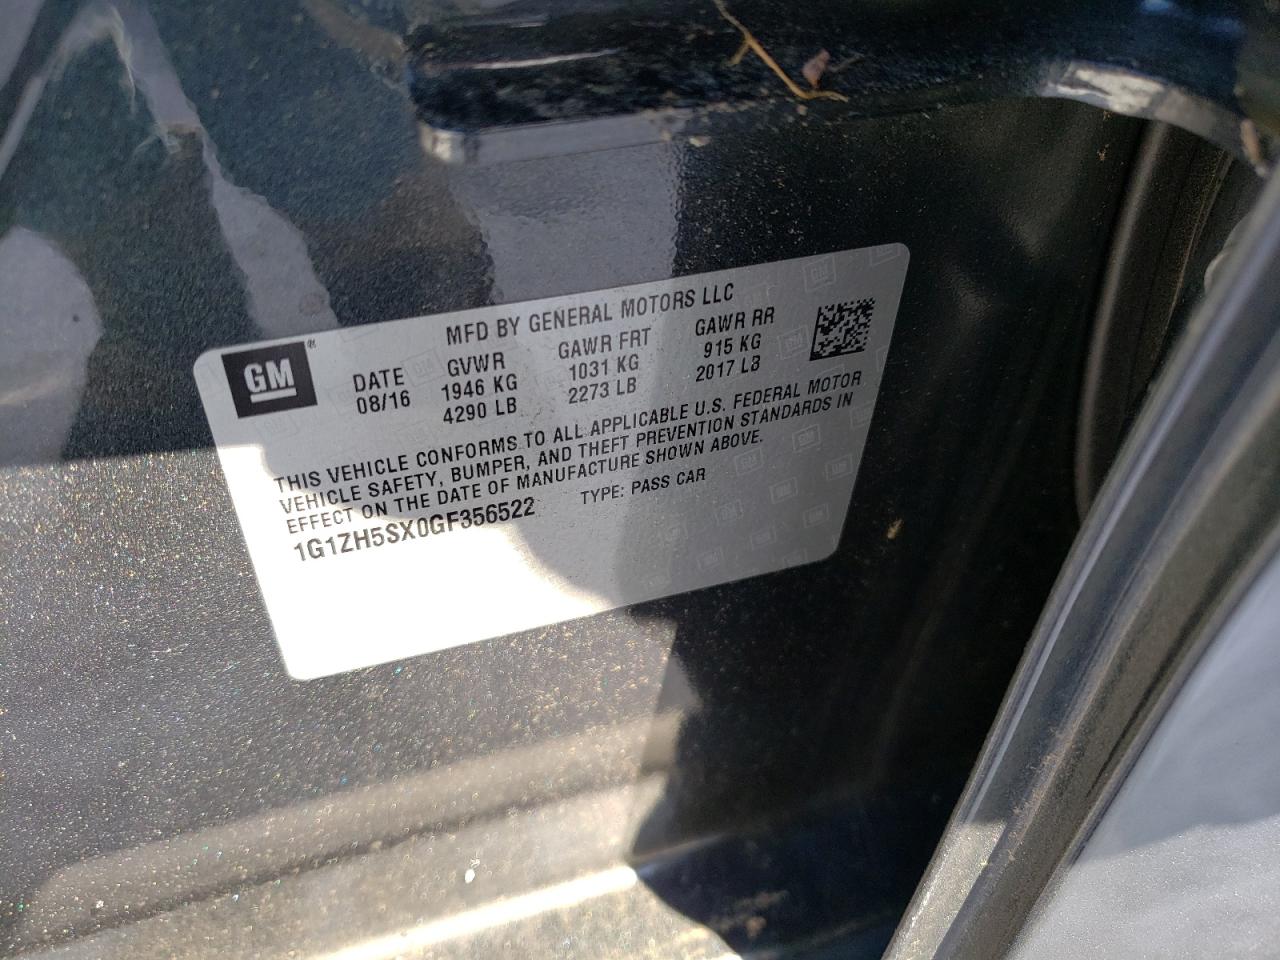 MFD BY GENERAL MOTORS LLC
GM®
DATE GVWR GAWR FRT GAWR RR
08/16 1946 KG 1031 KG 915 KG
4290 LB 2273 LB 2017 LB
THIS VEHICLE CONFORMS TO ALL APPLICABLE U.S. FEDERAL MOTOR
VEHICLE SAFETY, BUMPER, AND THEFT PREVENTION STANDARDS IN
EFFECT ON THE DATE OF MANUFACTURE SHOWN ABOVE.
1G1ZH5SX0GF356522 TYPE: PASS CAR